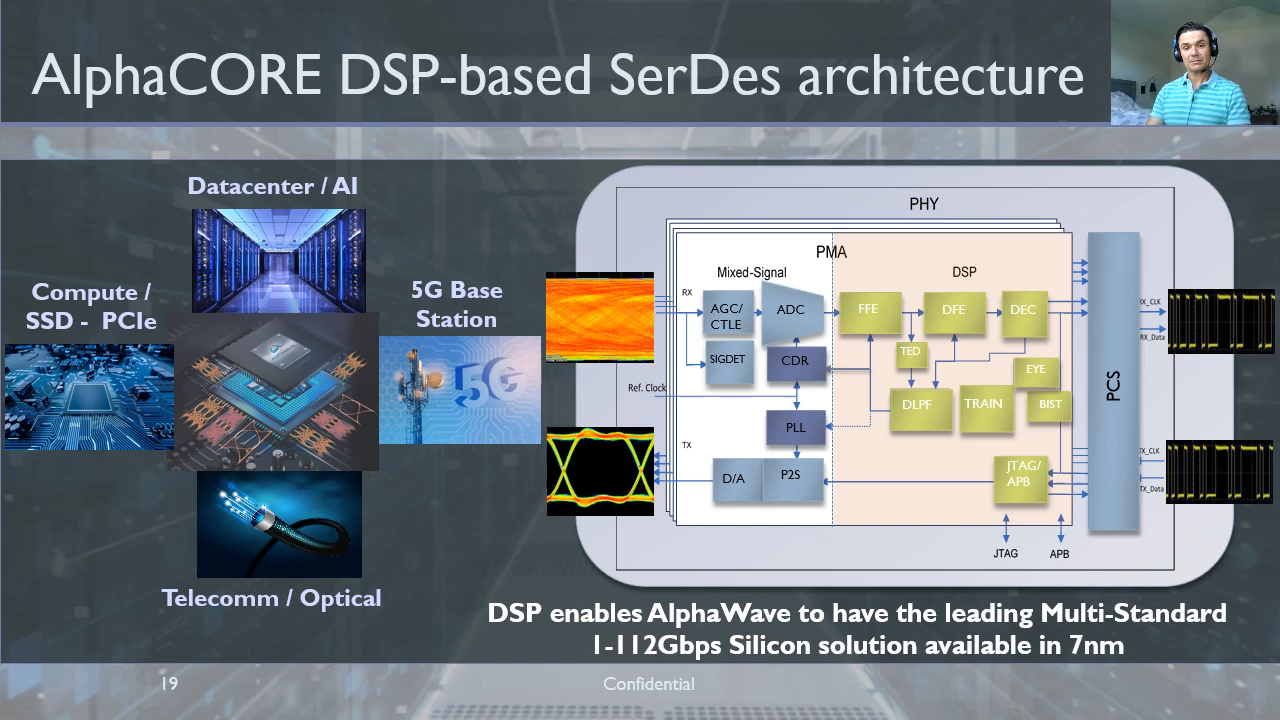 AlphaCORE DSP-based SerDes architecture
Datacenter / AI
Compute /
SSD - PCIe
5G Base
Station
5G
Telecomm / Optical
PHY
PMA
Mixed-Signal
DSP
RX
AGC/
CTLE
ADC
FFE
DFE
DEC
SIGDET
CDR
TED
EYE
Ref. Clock
DLPF
TRAIN
BIST
PLL
TX
D/A
P2S
JTAG/
APB
JTAG
APB
PCS
RX_CLK
RX_Data
TX_CLK
TX_Data
DSP enables AlphaWave to have the leading Multi-Standard
1-112Gbps Silicon solution available in 7nm
19
Confidential